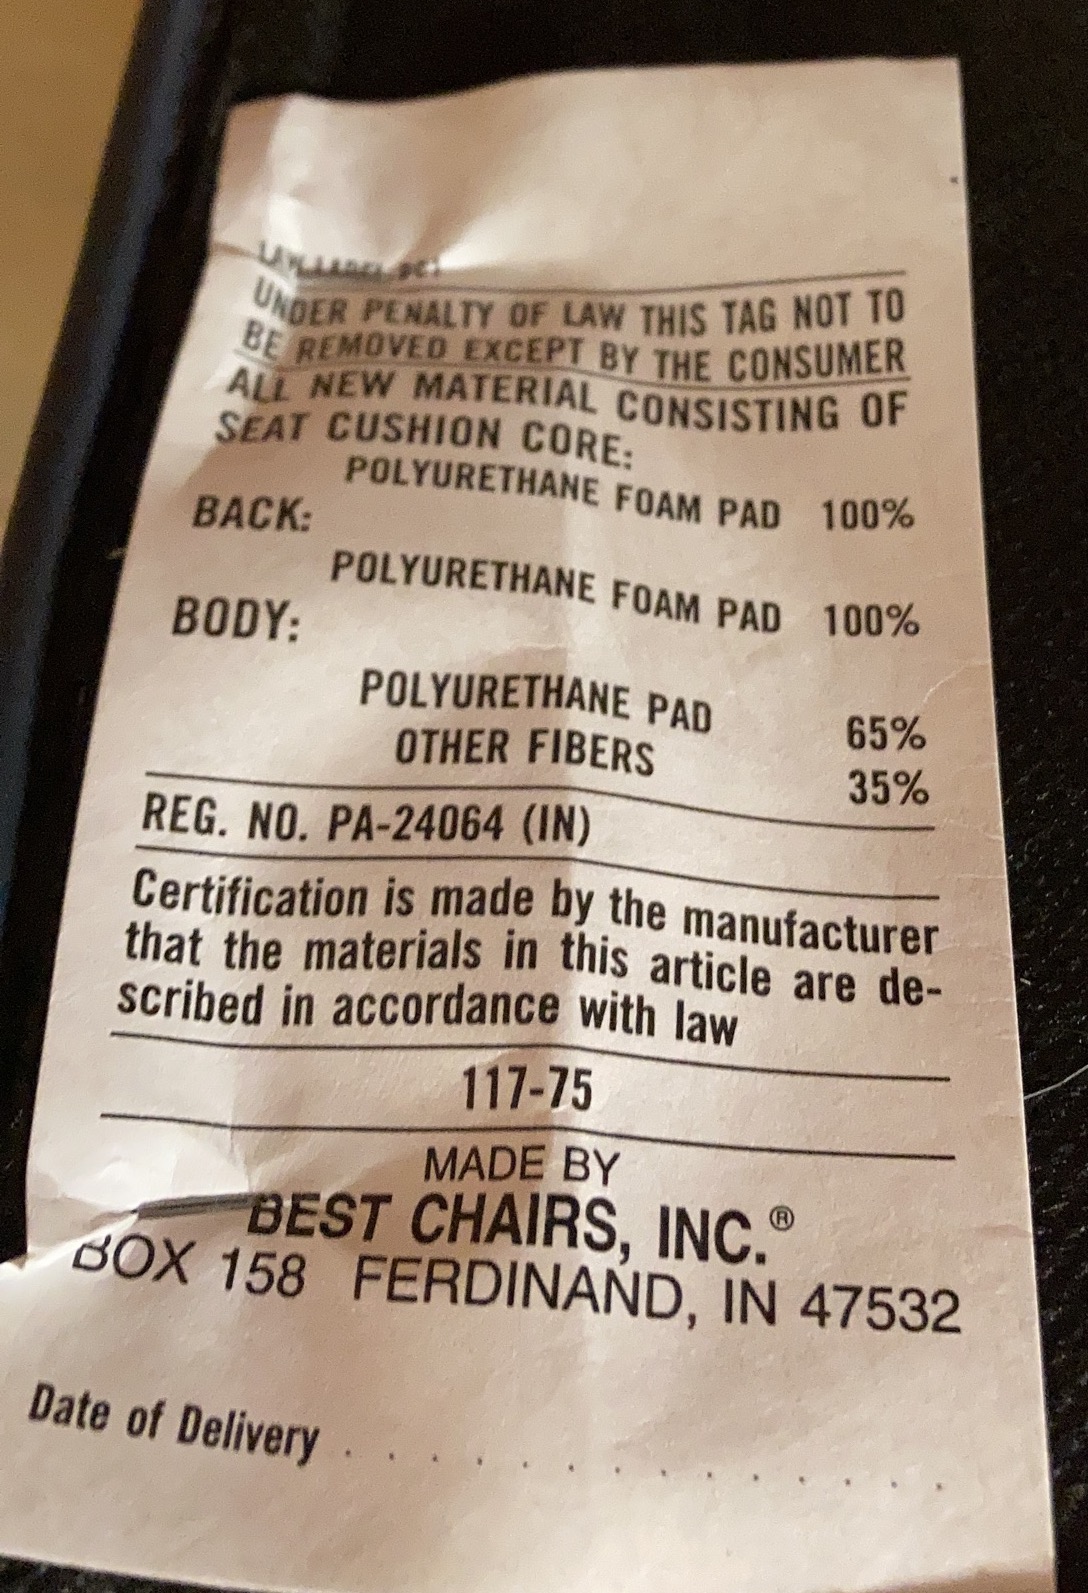 LAW LABEL
UNDER PENALTY OF LAW THIS TAG NOT TO
BE REMOVED EXCEPT BY THE CONSUMER
ALL NEW MATERIAL CONSISTING OF
SEAT CUSHION CORE:
POLYURETHANE FOAM PAD 100%
BACK:
POLYURETHANE FOAM PAD 100%
BODY:
POLYURETHANE PAD 65%
OTHER FIBERS 35%
REG. NO. PA-24064 (IN)
Certification is made by the manufacturer
that the materials in this article are de-
scribed in accordance with law
117-75
MADE BY
BEST CHAIRS, INC.®
BOX 158 FERDINAND, IN 47532
Date of Delivery . . . . . . . . . . . . . .